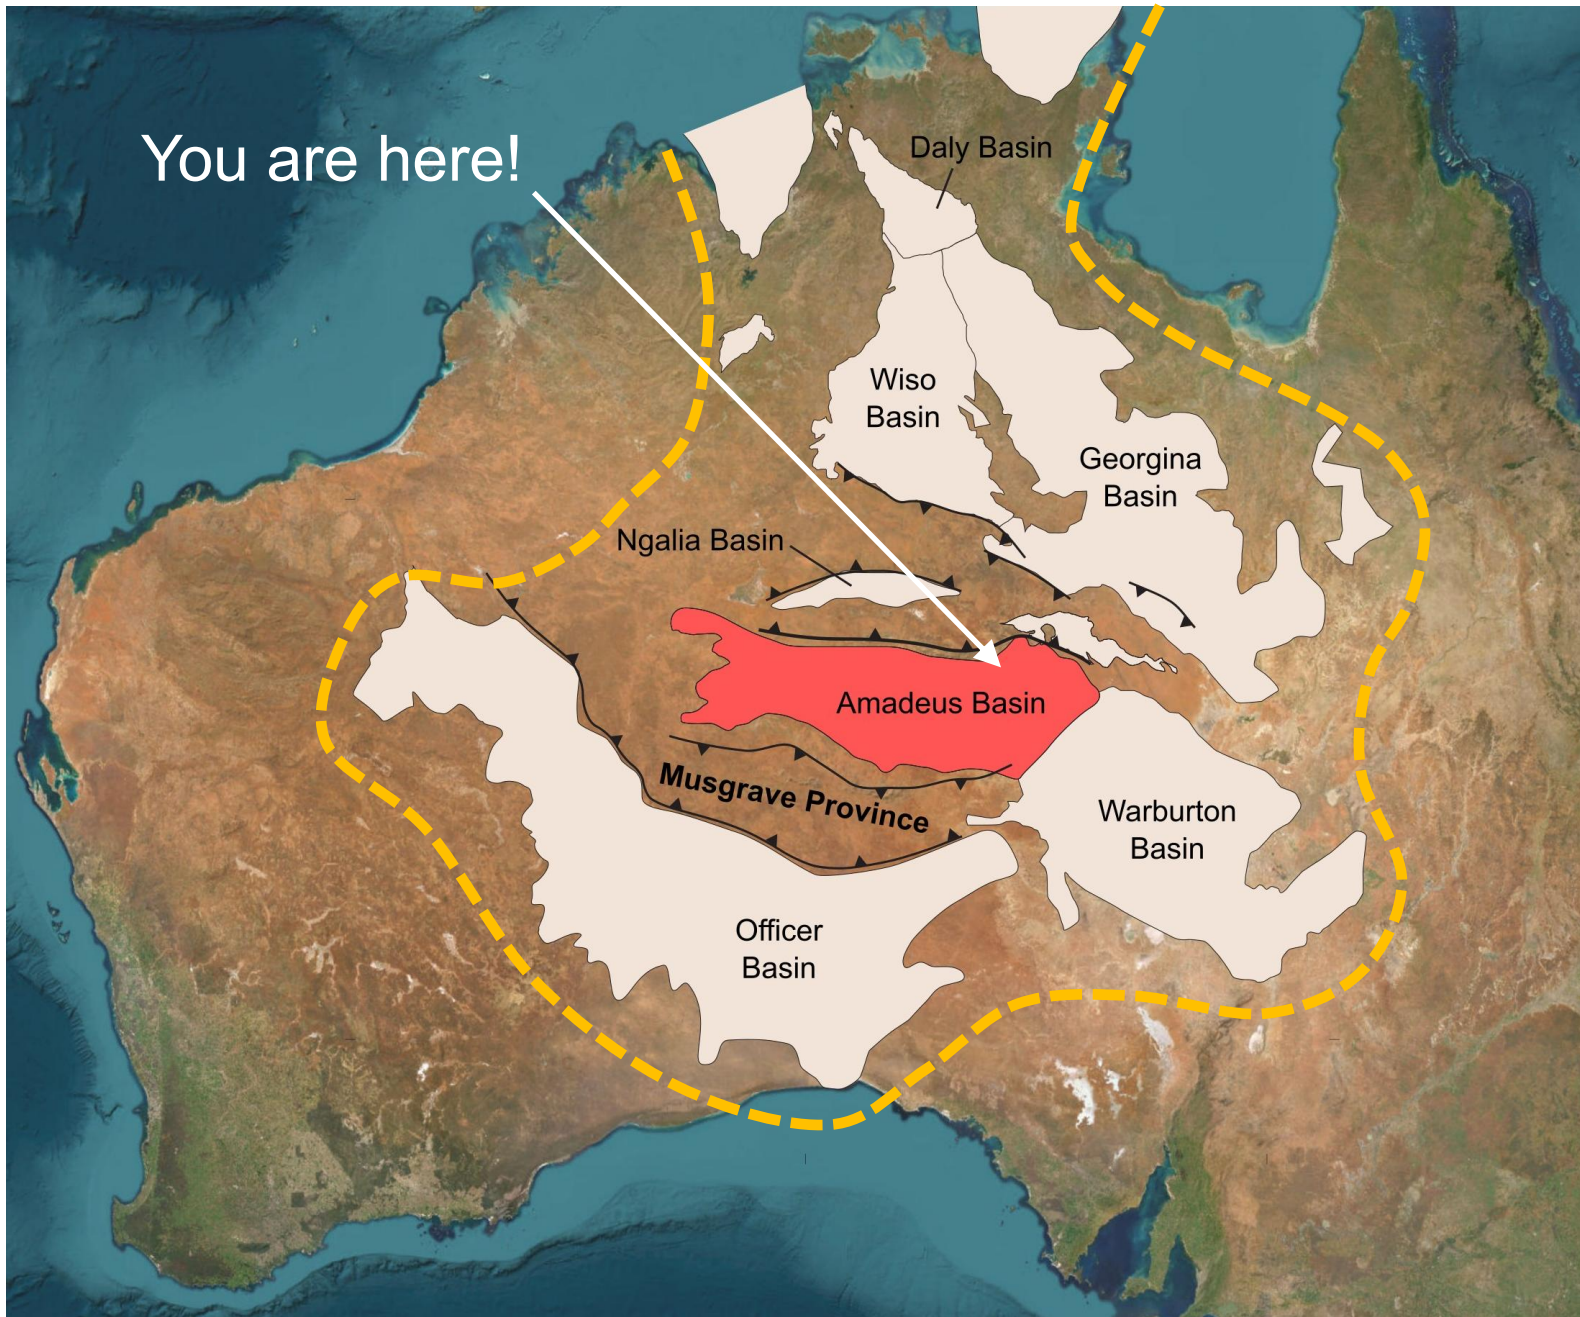 You are here!
Daly Basin
Wiso
Basin
Georgina
Basin
Ngalia Basin
Amadeus Basin
Musgrave Province
Warburton
Basin
Officer
Basin